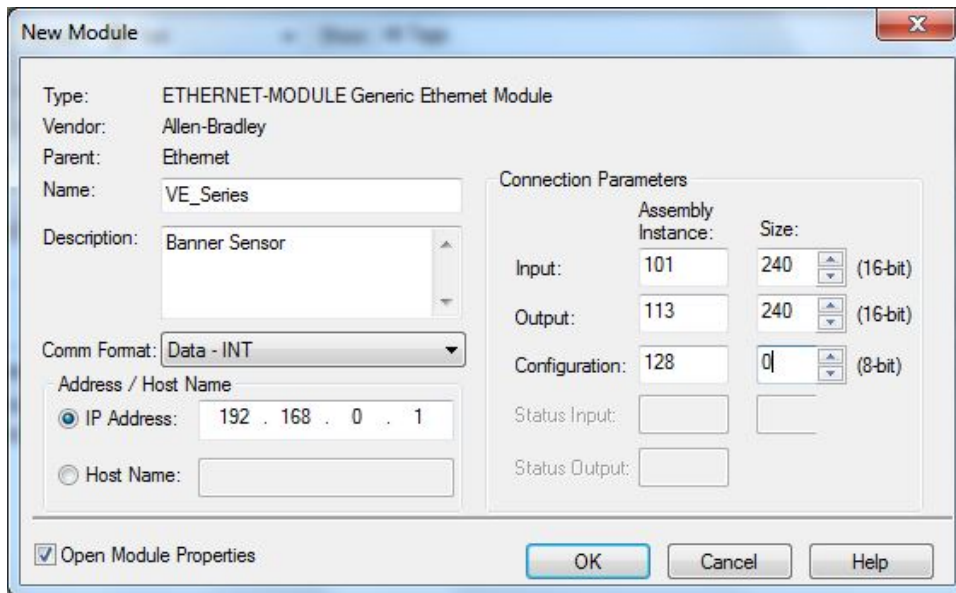 New Module
Type: ETHERNET-MODULE Generic Ethernet Module
Vendor: Allen-Bradley
Parent: Ethernet
Name: VE_Series
Description: Banner Sensor
Comm Format: Data - INT
Address / Host Name
IP Address: 192 . 168 . 0 . 1
Host Name:
Connection Parameters
Assembly
Instance: Size:
Input: 101 240 (16-bit)
Output: 113 240 (16-bit)
Configuration: 128 0 (8-bit)
Status Input:
Status Output:
Open Module Properties
OK Cancel Help